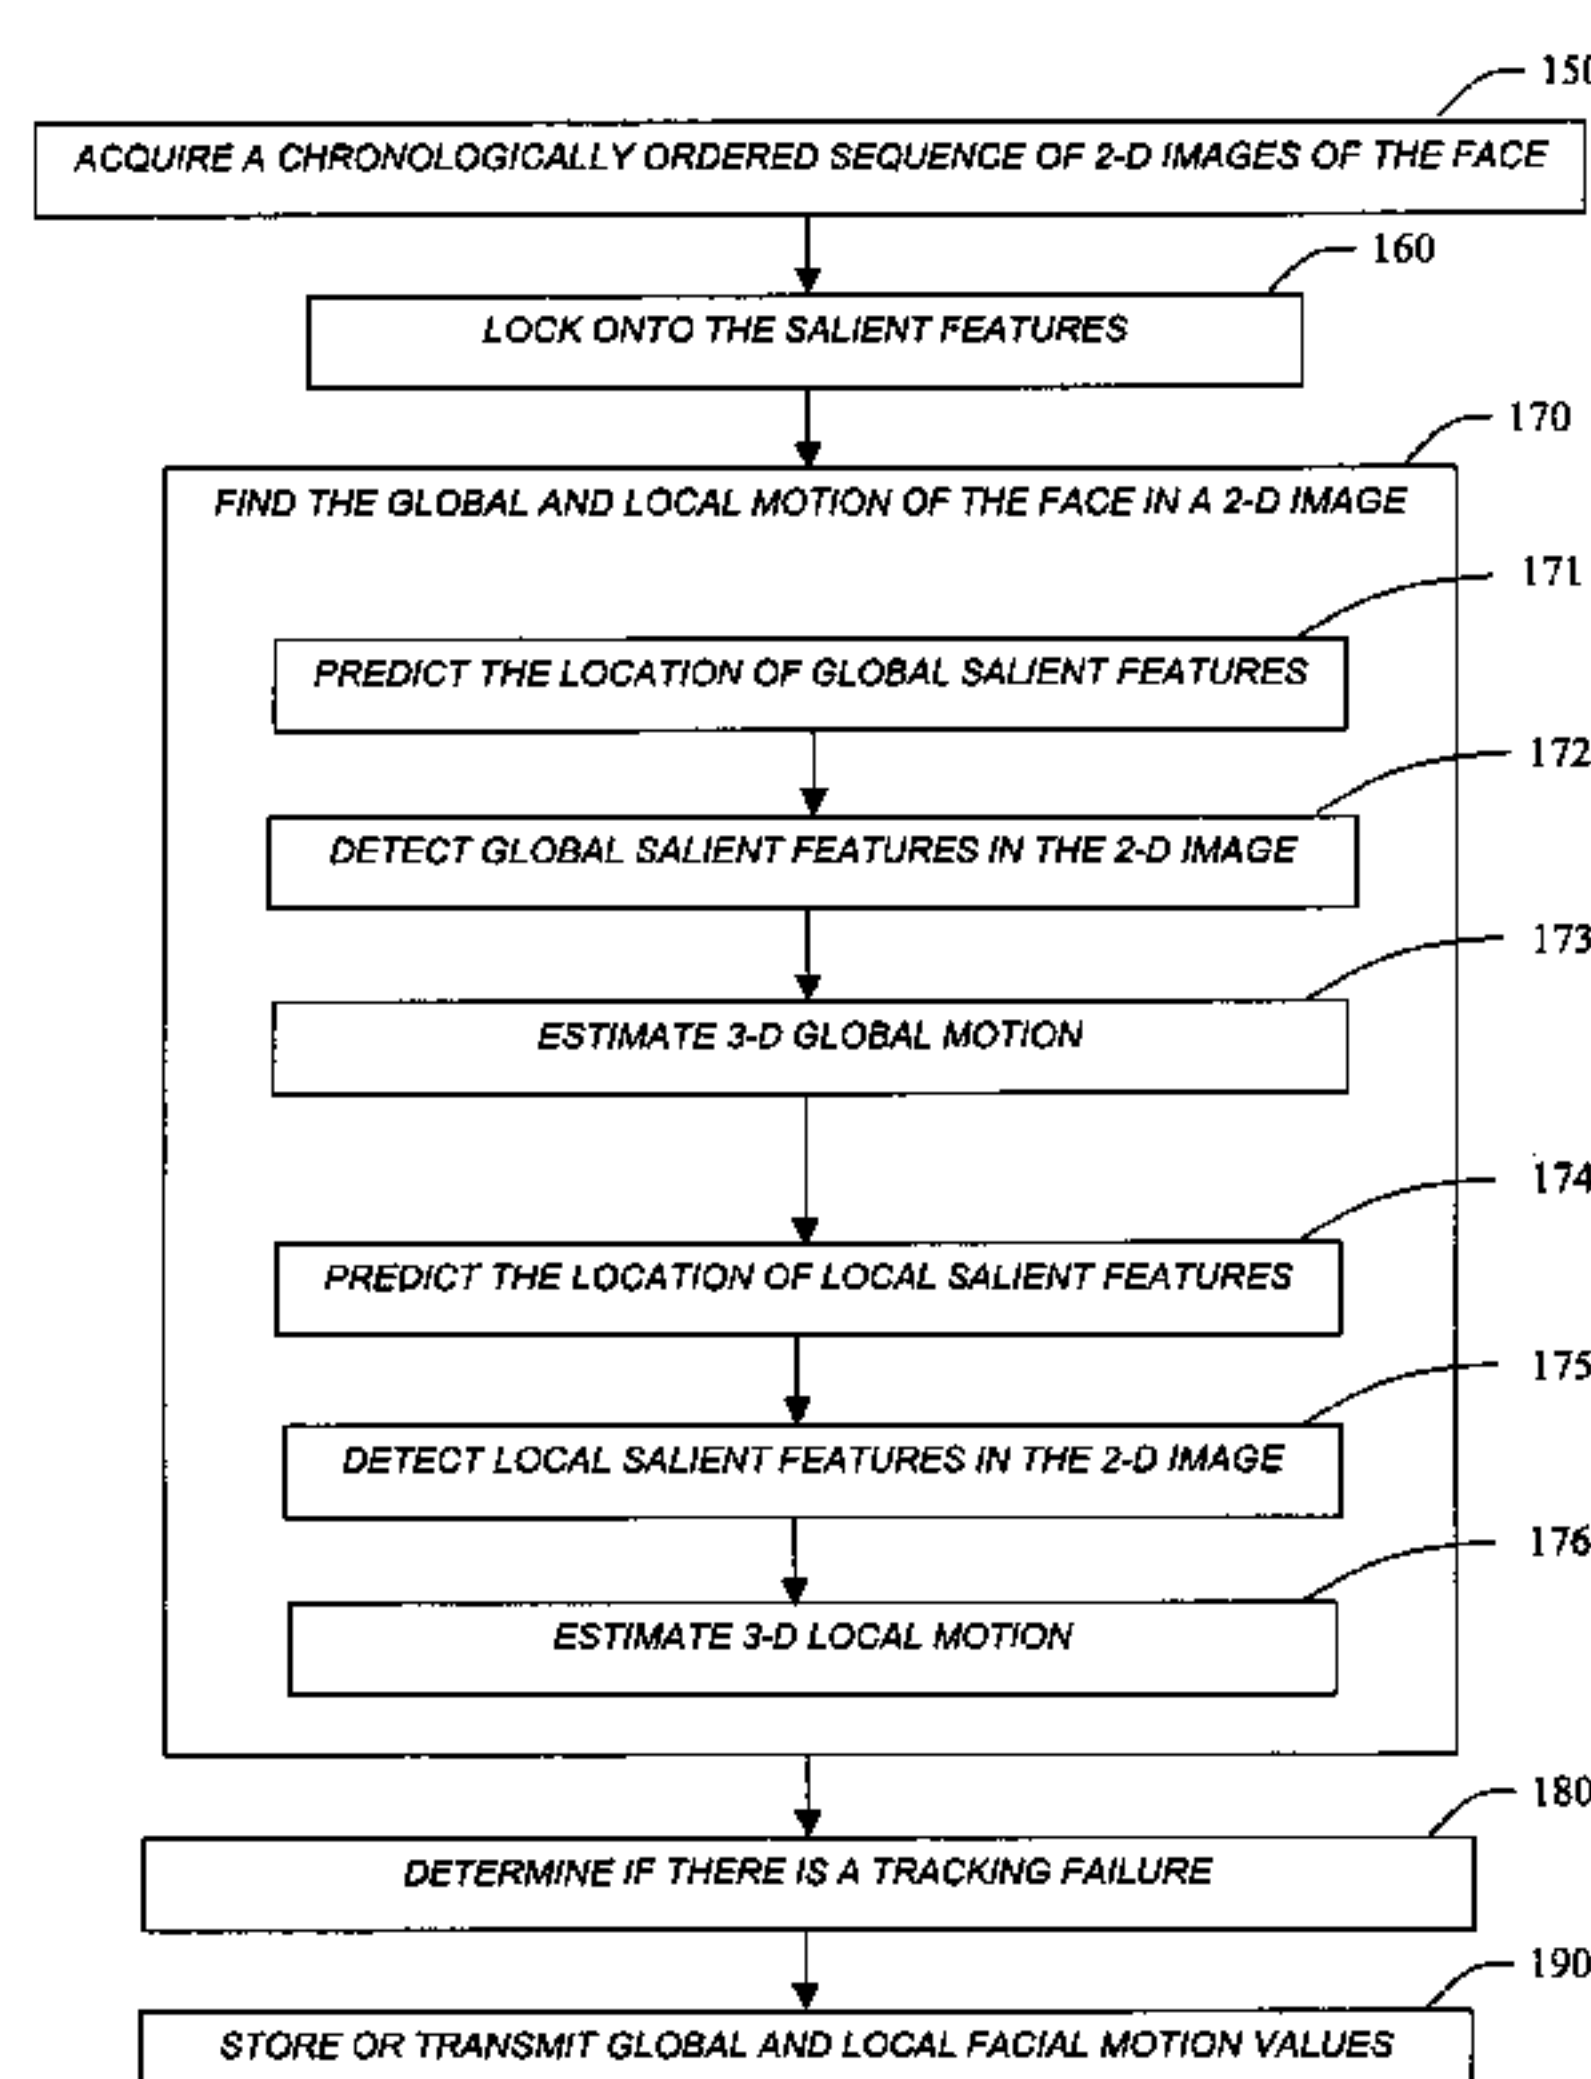 150
ACQUIRE A CHRONOLOGICALLY ORDERED SEQUENCE OF 2-D IMAGES OF THE FACE
160
LOCK ONTO THE SALIENT FEATURES
170
FIND THE GLOBAL AND LOCAL MOTION OF THE FACE IN A 2-D IMAGE
171
PREDICT THE LOCATION OF GLOBAL SALIENT FEATURES
172
DETECT GLOBAL SALIENT FEATURES IN THE 2-D IMAGE
173
ESTIMATE 3-D GLOBAL MOTION
174
PREDICT THE LOCATION OF LOCAL SALIENT FEATURES
175
DETECT LOCAL SALIENT FEATURES IN THE 2-D IMAGE
176
ESTIMATE 3-D LOCAL MOTION
180
DETERMINE IF THERE IS A TRACKING FAILURE
190
STORE OR TRANSMIT GLOBAL AND LOCAL FACIAL MOTION VALUES